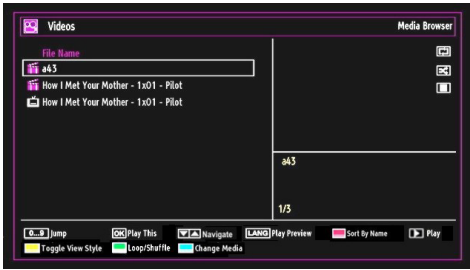 Videos Media Browser
File Name
a43
How I Met Your Mother - 1x01 - Pilot
How I Met Your Mother - 1x01 - Pilot
a43
1/3
0...9 Jump OK Play This Navigate LANG Play Preview Sort By Name Play
Toggle View Style Loop/Shuffle Change Media